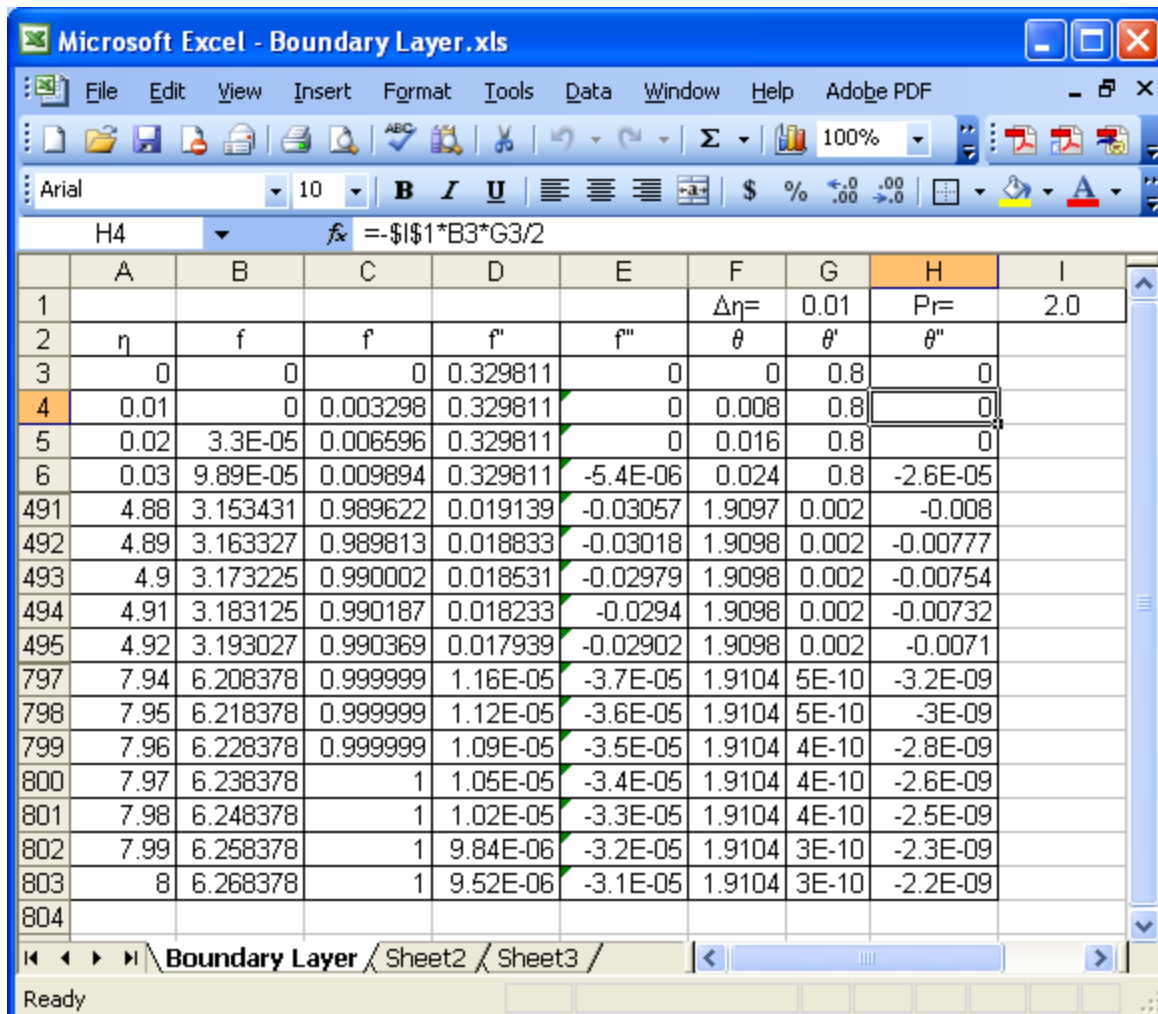 Microsoft Excel - Boundary Layer.xls
File Edit View Insert Format Tools Data Window Help Adobe PDF
ABC Σ 100%
Arial 10 B I U a $ % .0 .00 .00 .0 A
H4 fx =-$I$1*B3*G3/2
A B C D E F G H I
1 Δη= 0.01 Pr= 2.0
2 η f f' f" f"' θ θ' θ"
3 0 0 0 0.329811 0 0 0.8 0
4 0.01 0 0.003298 0.329811 0 0.008 0.8 0
5 0.02 3.3E-05 0.006596 0.329811 0 0.016 0.8 0
6 0.03 9.89E-05 0.009894 0.329811 -5.4E-06 0.024 0.8 -2.6E-05
491 4.88 3.153431 0.989622 0.019139 -0.03057 1.9097 0.002 -0.008
492 4.89 3.163327 0.989813 0.018833 -0.03018 1.9098 0.002 -0.00777
493 4.9 3.173225 0.990002 0.018531 -0.02979 1.9098 0.002 -0.00754
494 4.91 3.183125 0.990187 0.018233 -0.0294 1.9098 0.002 -0.00732
495 4.92 3.193027 0.990369 0.017939 -0.02902 1.9098 0.002 -0.0071
797 7.94 6.208378 0.999999 1.16E-05 -3.7E-05 1.9104 5E-10 -3.2E-09
798 7.95 6.218378 0.999999 1.12E-05 -3.6E-05 1.9104 5E-10 -3E-09
799 7.96 6.228378 0.999999 1.09E-05 -3.5E-05 1.9104 4E-10 -2.8E-09
800 7.97 6.238378 1 1.05E-05 -3.4E-05 1.9104 4E-10 -2.6E-09
801 7.98 6.248378 1 1.02E-05 -3.3E-05 1.9104 4E-10 -2.5E-09
802 7.99 6.258378 1 9.84E-06 -3.2E-05 1.9104 3E-10 -2.3E-09
803 8 6.268378 1 9.52E-06 -3.1E-05 1.9104 3E-10 -2.2E-09
804
Boundary Layer Sheet2 Sheet3
Ready